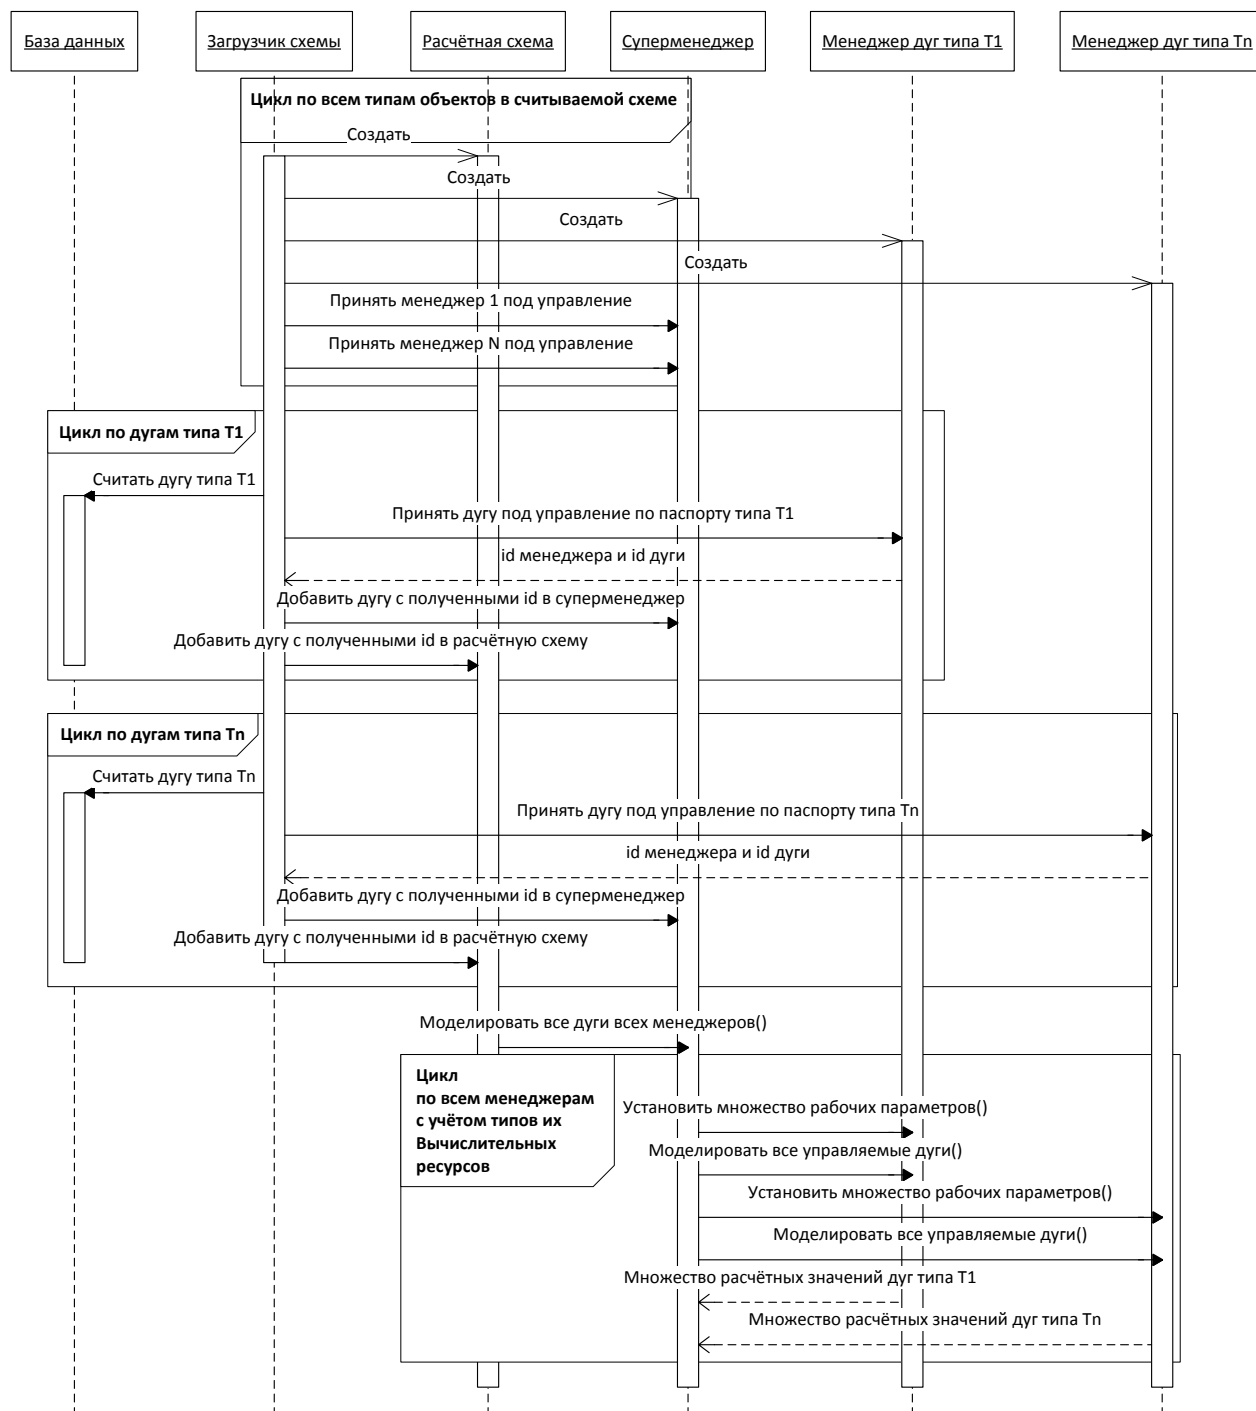 База данных
Загрузчик схемы
Расчётная схема
Суперменеджер
Менеджер дуг типа T1
Менеджер дуг типа Tn
Цикл по всем типам объектов в считываемой схеме
Создать
Создать
Создать
Создать
Принять менеджер 1 под управление
Принять менеджер N под управление
Цикл по дугам типа T1
Считать дугу типа T1
Принять дугу под управление по паспорту типа T1
id менеджера и id дуги
Добавить дугу с полученными id в суперменеджер
Добавить дугу с полученными id в расчётную схему
Цикл по дугам типа Tn
Считать дугу типа Tn
Принять дугу под управление по паспорту типа Tn
id менеджера и id дуги
Добавить дугу с полученными id в суперменеджер
Добавить дугу с полученными id в расчётную схему
Моделировать все дуги всех менеджеров()
Цикл
по всем менеджерам
с учётом типов их
Вычислительных
ресурсов
Установить множество рабочих параметров()
Моделировать все управляемые дуги()
Установить множество рабочих параметров()
Моделировать все управляемые дуги()
Множество расчётных значений дуг типа T1
Множество расчётных значений дуг типа Tn